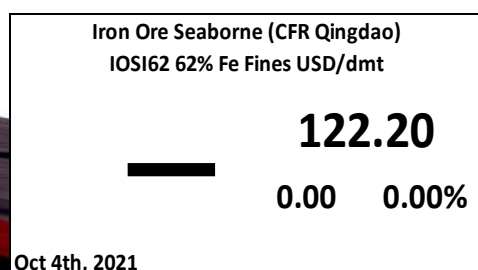 Iron Ore Seaborne (CFR Qingdao)
IOSI62 62% Fe Fines USD/dmt
122.20
0.00 0.00%
Oct 4th, 2021